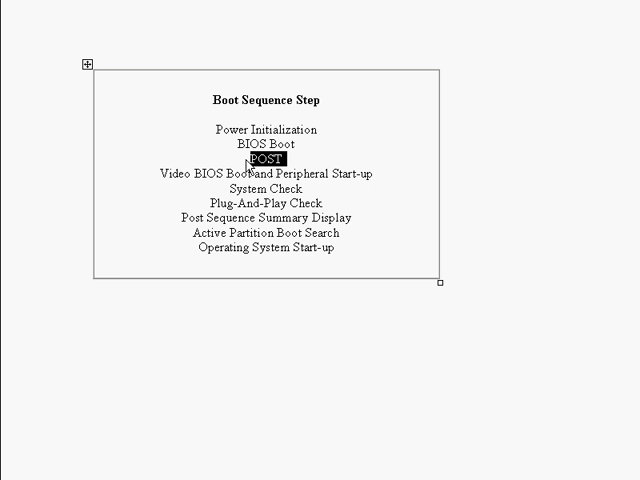 Boot Sequence Step
Power Initialization
BIOS Boot
POST
Video BIOS Boot and Peripheral Start-up
System Check
Plug-And-Play Check
Post Sequence Summary Display
Active Partition Boot Search
Operating System Start-up